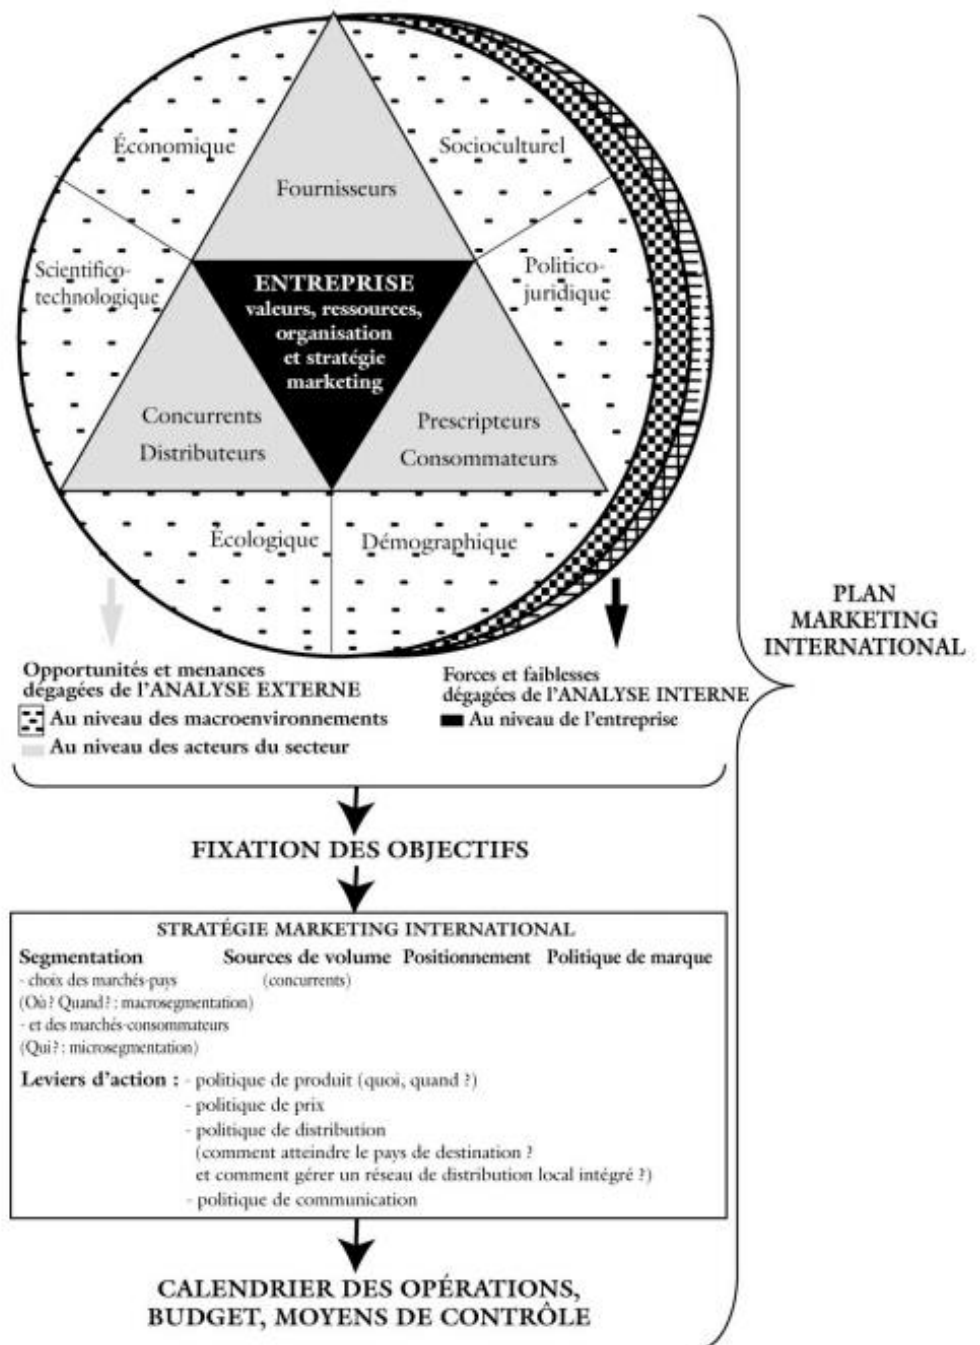 Économique
Socioculturel
Fournisseurs
Scientifico-
technologique
Politico-
juridique
ENTREPRISE
valeurs, ressources,
organisation
et stratégie
marketing
Concurrents
Distributeurs
Prescripteurs
Consommateurs
Écologique
Démographique
Opportunités et menances
dégagées de l'ANALYSE EXTERNE
Au niveau des macroenvironnements
Au niveau des acteurs du secteur
Forces et faiblesses
dégagées de l'ANALYSE INTERNE
Au niveau de l'entreprise
PLAN
MARKETING
INTERNATIONAL
FIXATION DES OBJECTIFS
STRATÉGIE MARKETING INTERNATIONAL
Segmentation
- choix des marchés-pays
(Où ? Quand ? : macrosegmentation)
- et des marchés-consommateurs
(Qui ? : microsegmentation)
Sources de volume
(concurrents)
Positionnement
Politique de marque
Leviers d'action : - politique de produit (quoi, quand ?)
- politique de prix
- politique de distribution
(comment atteindre le pays de destination ?
et comment gérer un réseau de distribution local intégré ?)
- politique de communication
CALENDRIER DES OPÉRATIONS,
BUDGET, MOYENS DE CONTRÔLE